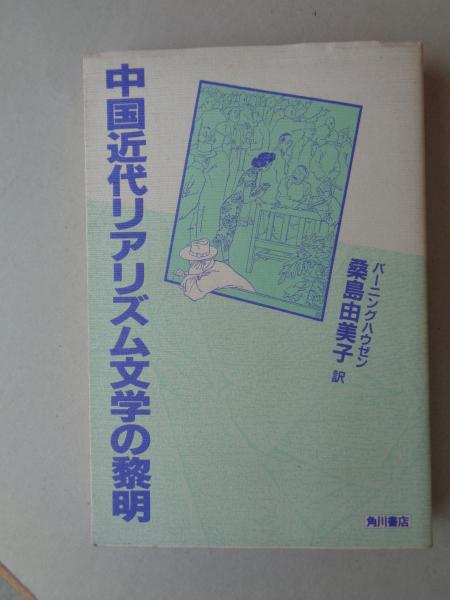 中国近代リアリズム文学の黎明
バーニングハウゼン
桑島由美子 訳
角川書店